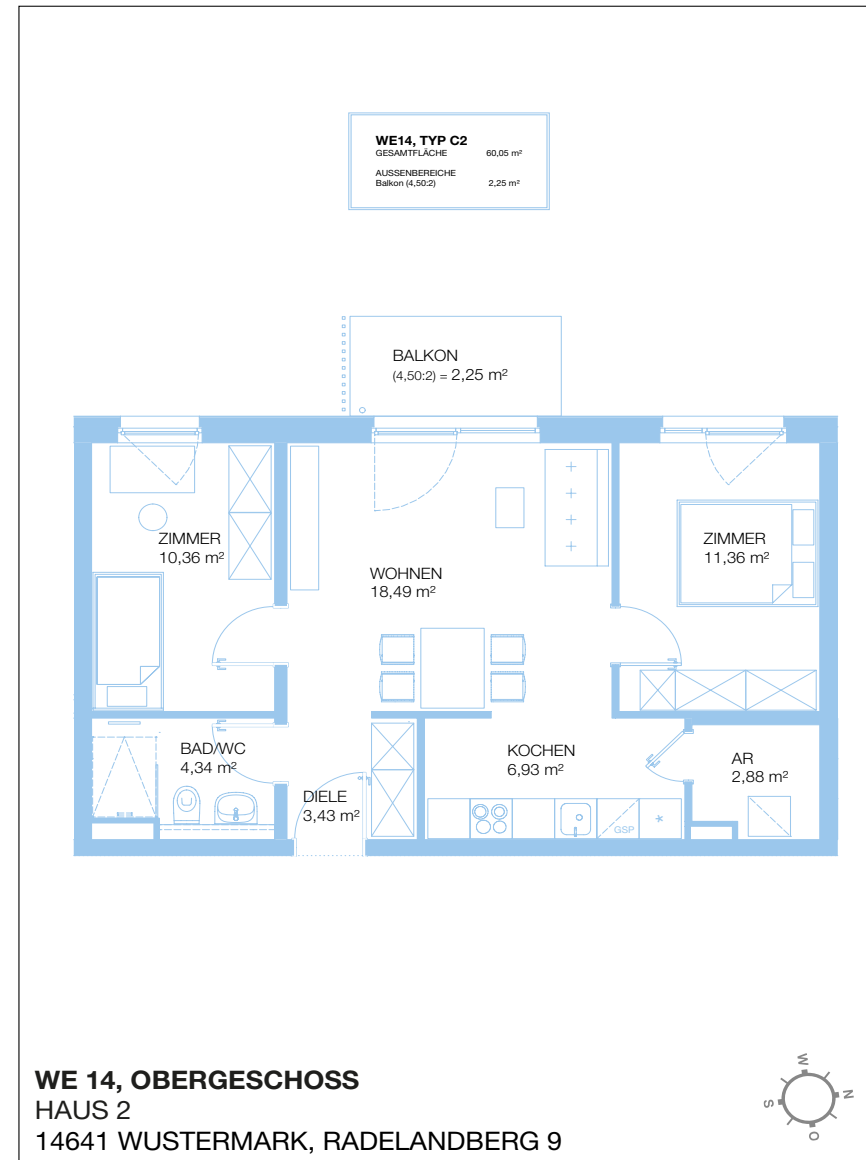 WE14, TYP C2
GESAMTFLÄCHE 60,05 m²
AUSSENBEREICHE
Balkon (4,50:2) 2,25 m²
BALKON
(4,50:2) = 2,25 m²
ZIMMER
10,36 m²
WOHNEN
18,49 m²
ZIMMER
11,36 m²
BAD/WC
4,34 m²
DIELE
3,43 m²
KOCHEN
6,93 m²
GSP
*
AR
2,88 m²
WE 14, OBERGESCHOSS
HAUS 2
14641 WUSTERMARK, RADELANDBERG 9
W
N
S
O